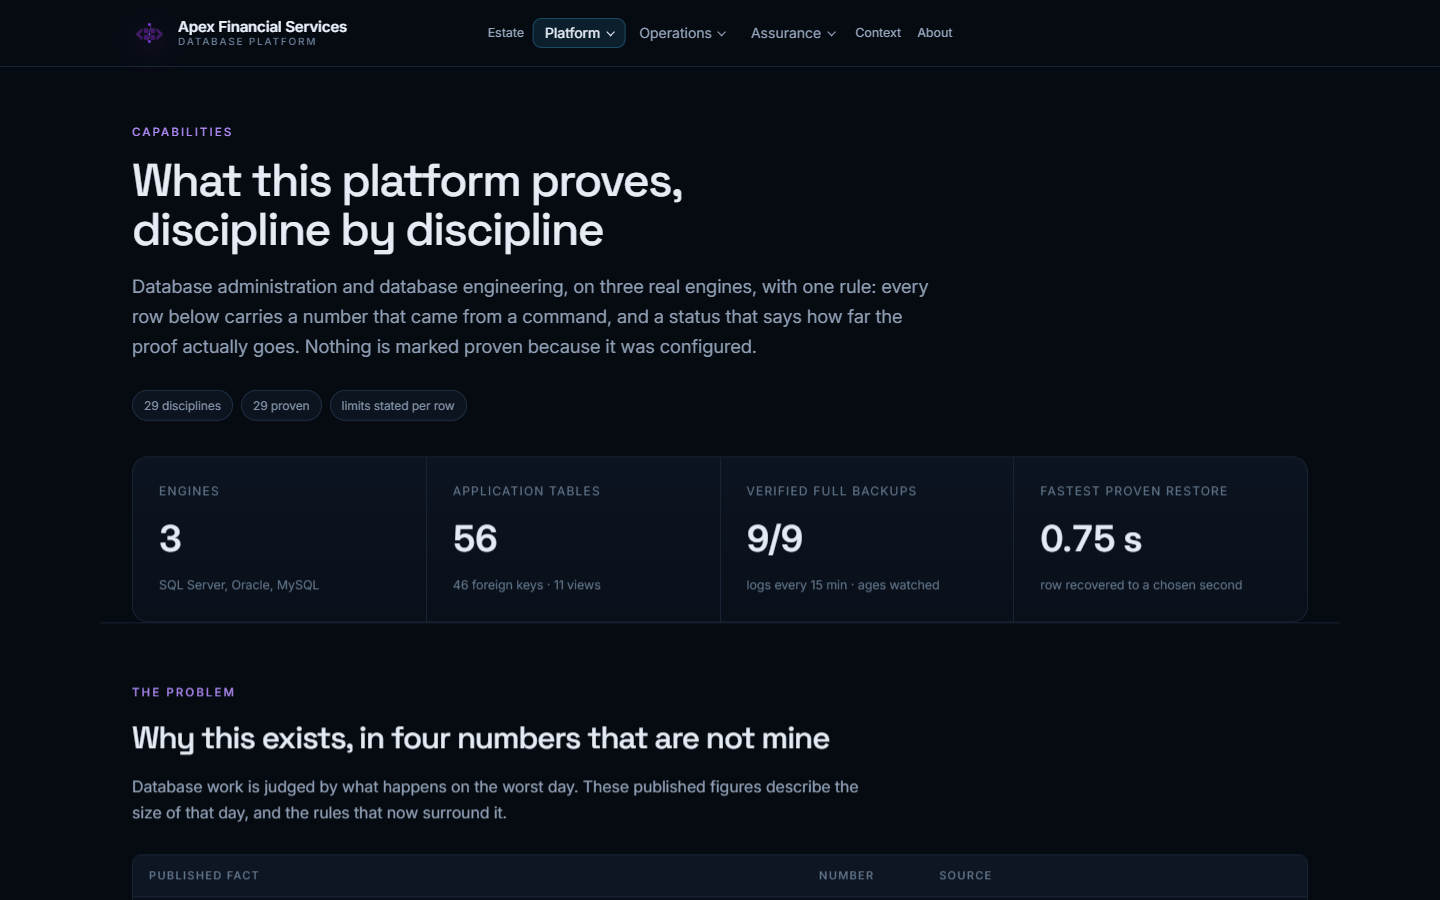 Apex Financial Services
DATABASE PLATFORM
Estate
Platform
Operations
Assurance
Context
About
CAPABILITIES
What this platform proves,
discipline by discipline
Database administration and database engineering, on three real engines, with one rule: every
row below carries a number that came from a command, and a status that says how far the
proof actually goes. Nothing is marked proven because it was configured.
29 disciplines
29 proven
limits stated per row
ENGINES
3
SQL Server, Oracle, MySQL
APPLICATION TABLES
56
46 foreign keys · 11 views
VERIFIED FULL BACKUPS
9/9
logs every 15 min · ages watched
FASTEST PROVEN RESTORE
0.75 s
row recovered to a chosen second
THE PROBLEM
Why this exists, in four numbers that are not mine
Database work is judged by what happens on the worst day. These published figures describe the
size of that day, and the rules that now surround it.
PUBLISHED FACT
NUMBER
SOURCE